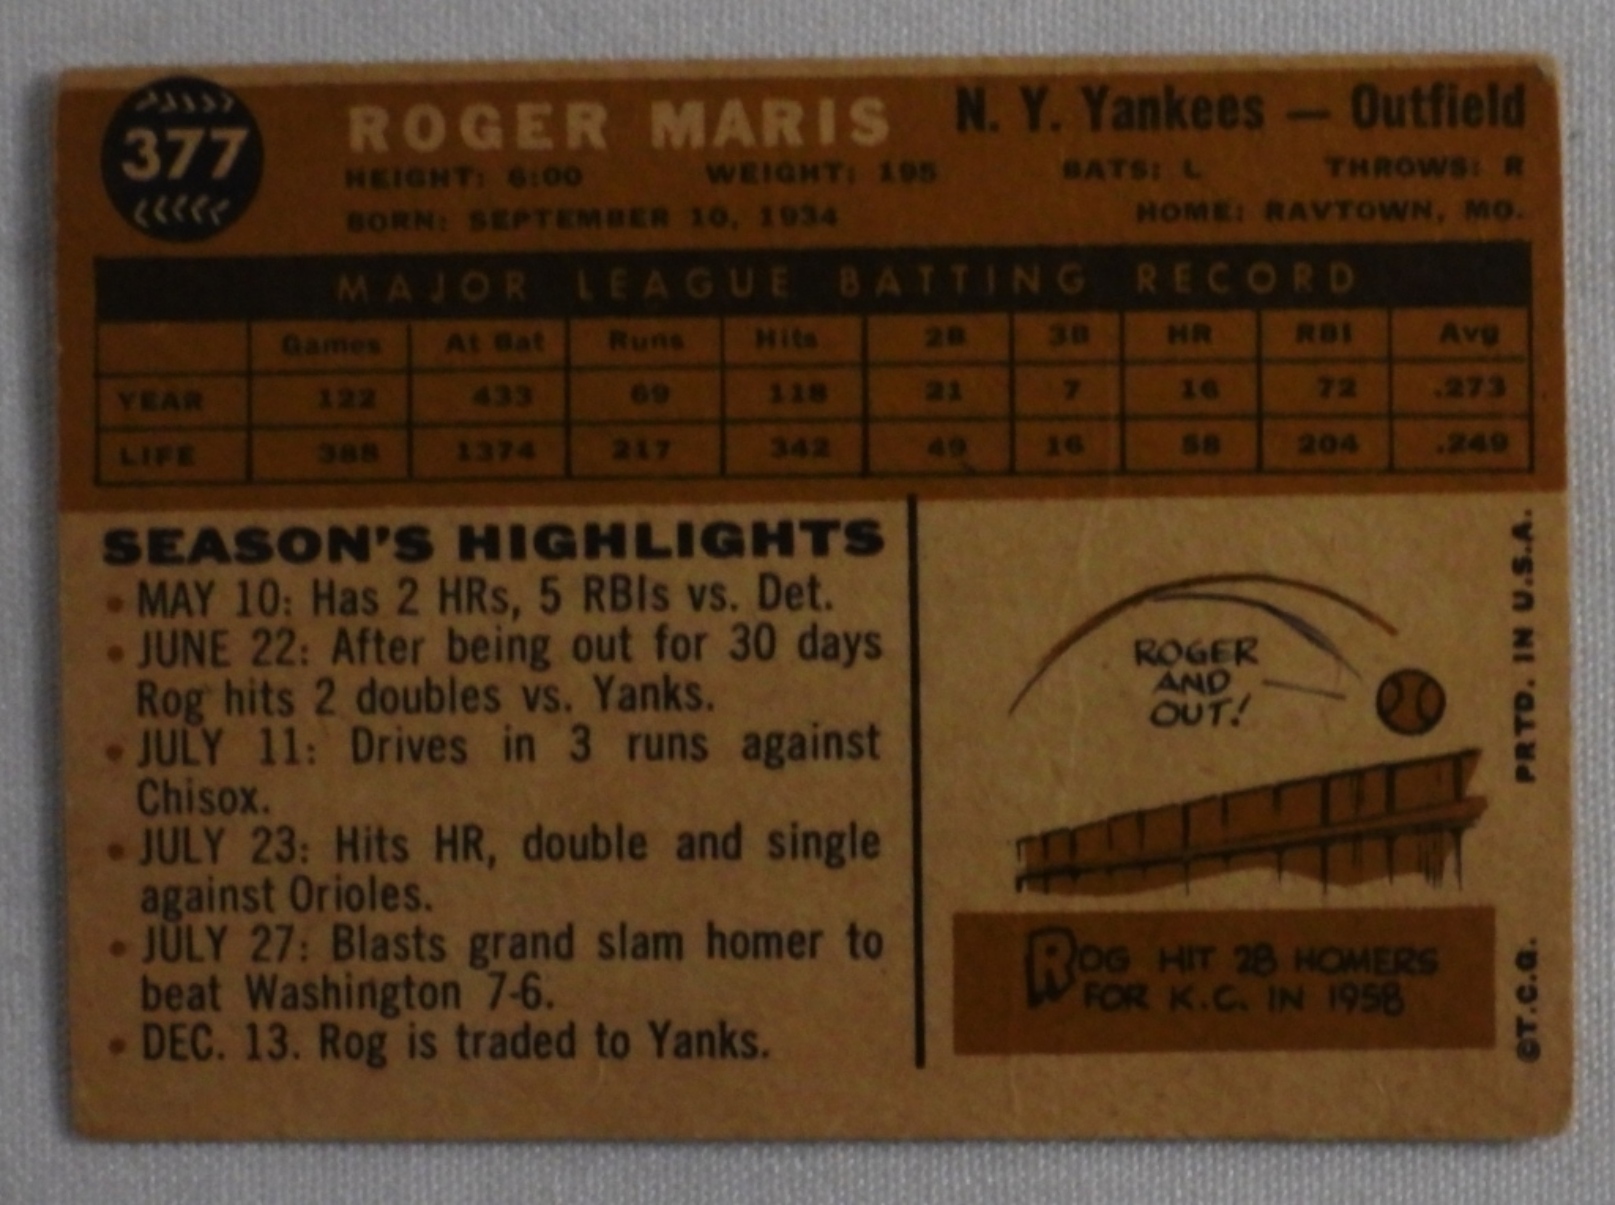 377
ROGER MARIS
N. Y. Yankees — Outfield
HEIGHT: 6:00 WEIGHT: 195 BATS: L THROWS: R
BORN: SEPTEMBER 10, 1934 HOME: RAYTOWN, MO.
MAJOR LEAGUE BATTING RECORD
Games At Bat Runs Hits 2B 3B HR RBI Avg
YEAR 122 433 69 118 21 7 16 72 .273
LIFE 388 1374 217 342 49 16 58 204 .249
SEASON'S HIGHLIGHTS
• MAY 10: Has 2 HRs, 5 RBIs vs. Det.
• JUNE 22: After being out for 30 days
Rog hits 2 doubles vs. Yanks.
• JULY 11: Drives in 3 runs against
Chisox.
• JULY 23: Hits HR, double and single
against Orioles.
• JULY 27: Blasts grand slam homer to
beat Washington 7-6.
• DEC. 13. Rog is traded to Yanks.
ROGER
AND
OUT!
ROG HIT 28 HOMERS
FOR K.C. IN 1958
©T.C.G. PRTD. IN U.S.A.